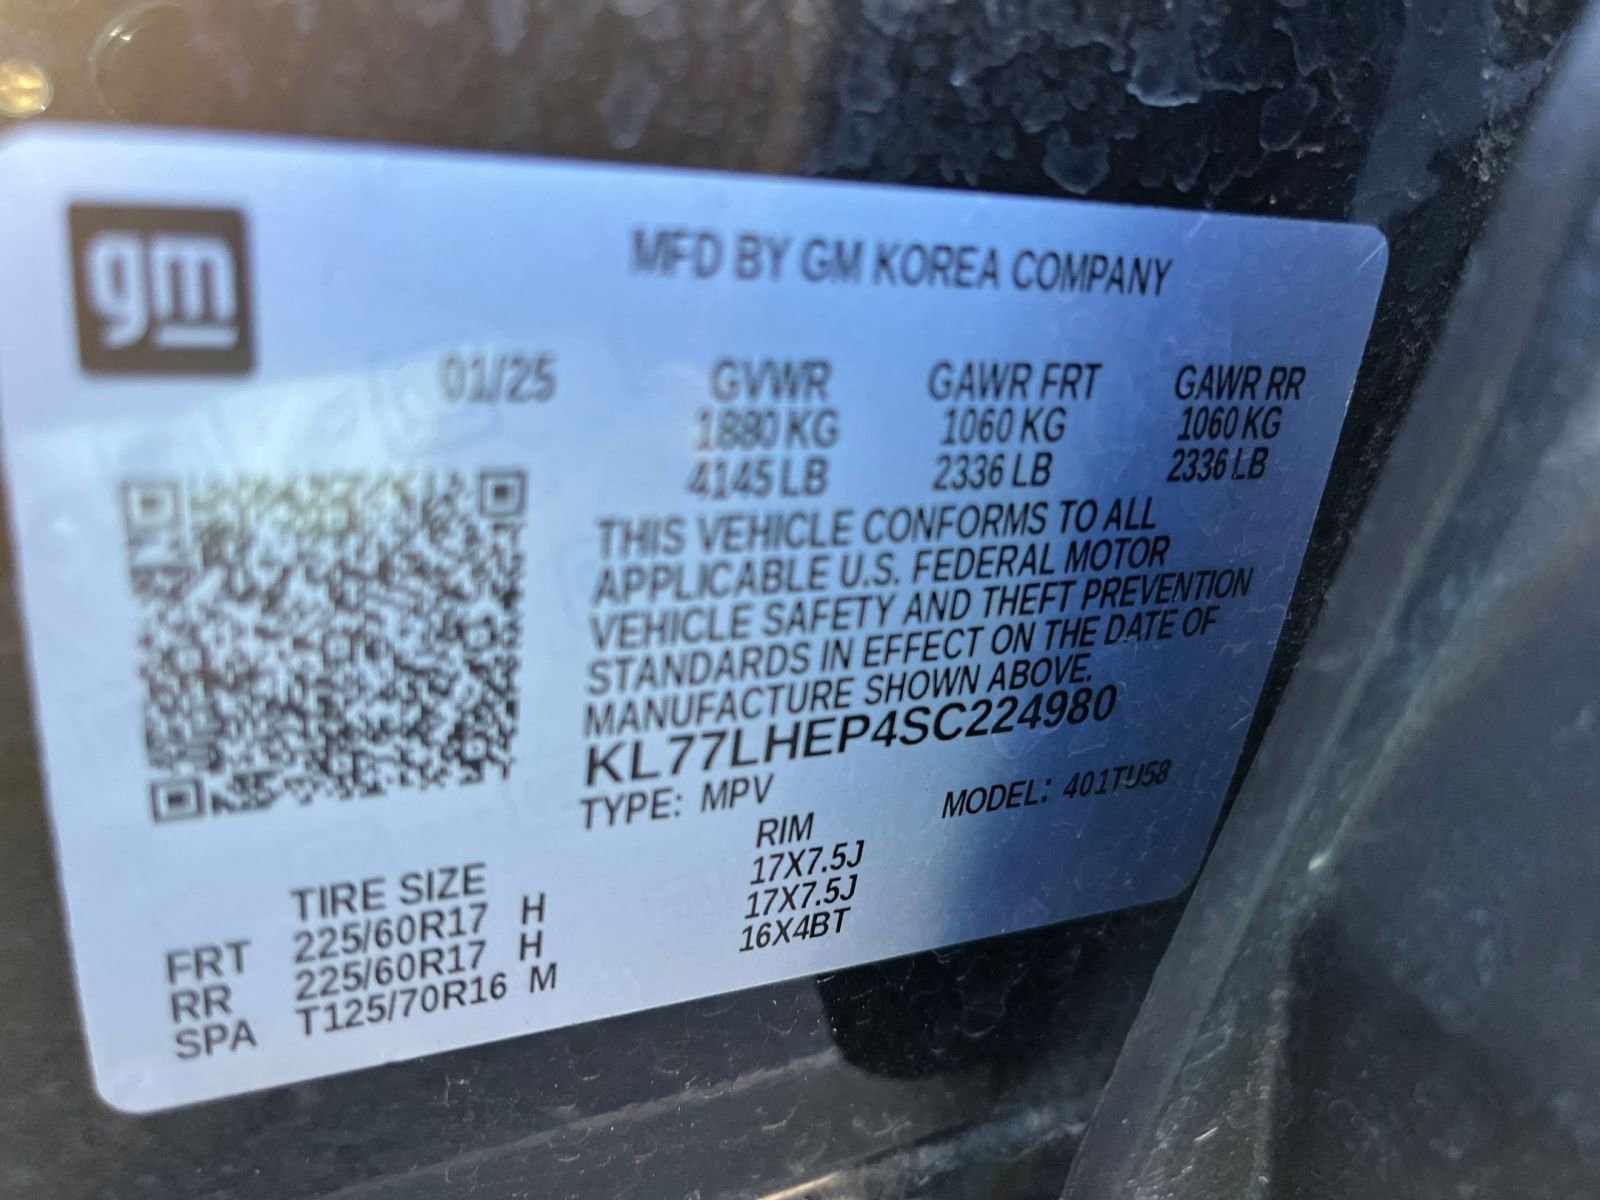 gm
MFD BY GM KOREA COMPANY
01/25 GVWR GAWR FRT GAWR RR
1880 KG 1060 KG 1060 KG
4145 LB 2336 LB 2336 LB
THIS VEHICLE CONFORMS TO ALL
APPLICABLE U.S. FEDERAL MOTOR
VEHICLE SAFETY AND THEFT PREVENTION
STANDARDS IN EFFECT ON THE DATE OF
MANUFACTURE SHOWN ABOVE.
KL77LHEP4SC224980
TYPE: MPV MODEL: 401TU58
TIRE SIZE RIM
FRT 225/60R17 H 17X7.5J
RR 225/60R17 H 17X7.5J
SPA T125/70R16 M 16X4BT